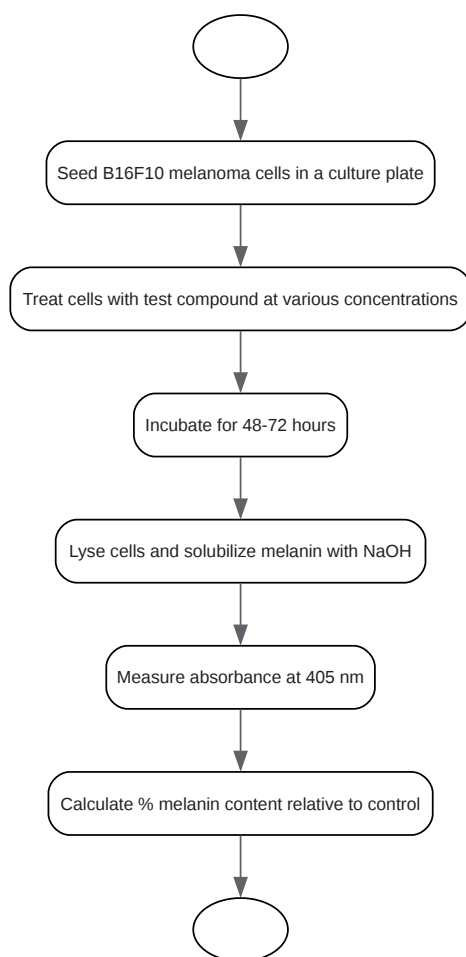 Seed B16F10 melanoma cells in a culture plate
Treat cells with test compound at various concentrations
Incubate for 48-72 hours
Lyse cells and solubilize melanin with NaOH
Measure absorbance at 405 nm
Calculate % melanin content relative to control